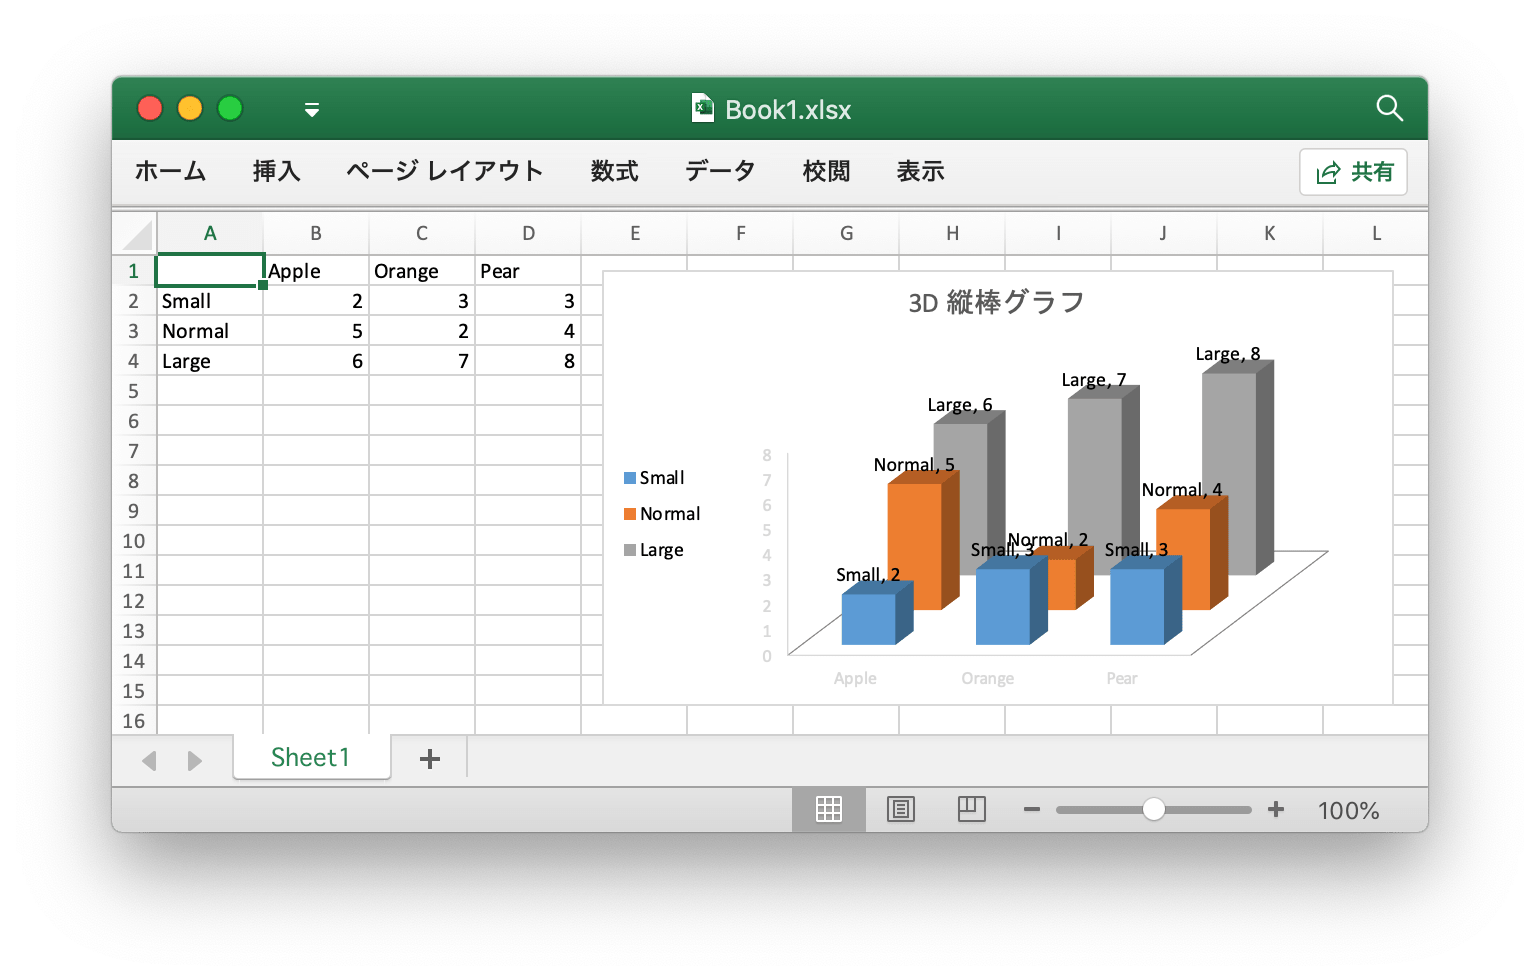 Book1.xlsx
ホーム 挿入 ページ レイアウト 数式 データ 校閲 表示 共有
A B C D E F G H I J K L
1 Apple Orange Pear
2 Small 2 3 3
3 Normal 5 2 4
4 Large 6 7 8
5
6
7
8
9
10
11
12
13
14
15
16
3D 縦棒グラフ
Small
Normal
Large
8
7
6
5
4
3
2
1
0
Large, 6
Large, 7
Large, 8
Normal, 5
Normal, 2
Normal, 4
Small, 2
Small, 3
Small, 3
Apple Orange Pear
Sheet1
100%